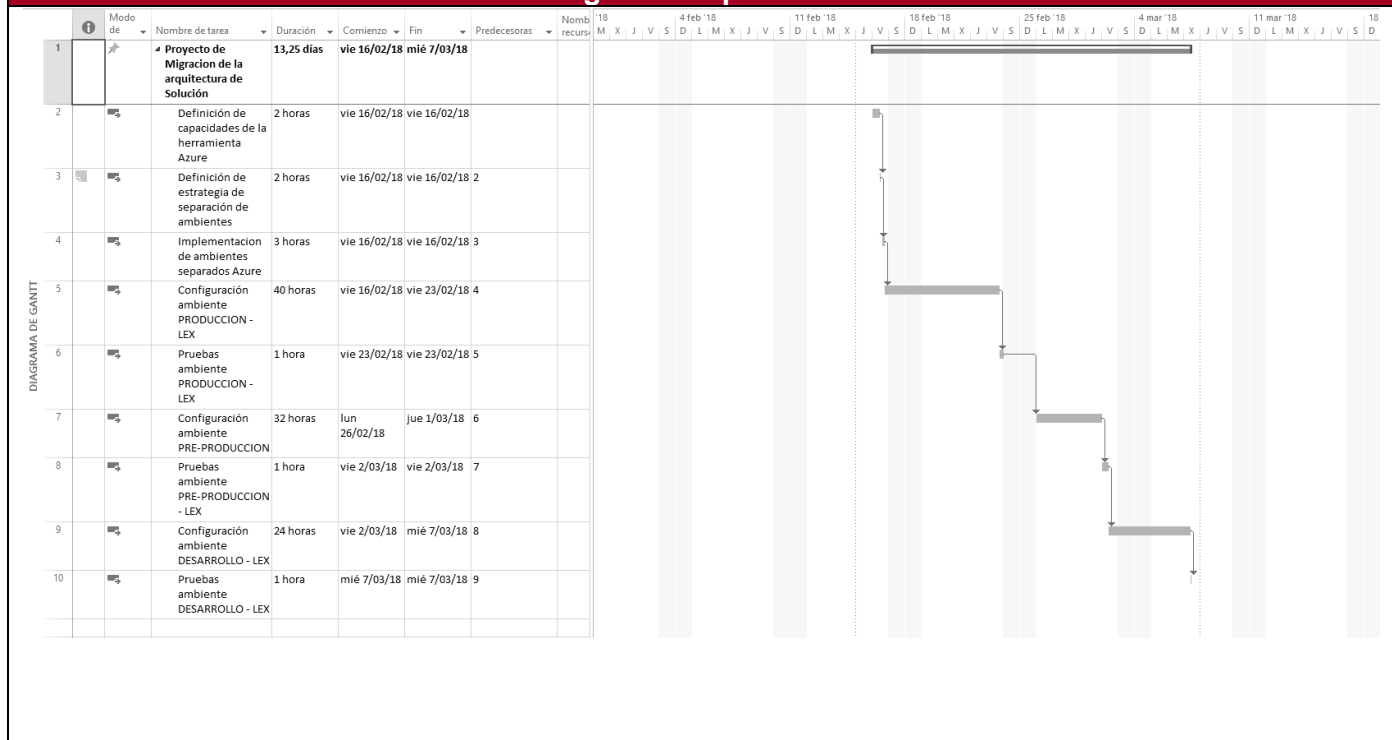 Modo de
Nombre de tarea
Duración
Comienzo
Fin
Predecesoras
Nomb recurs
'18
4 feb '18
11 feb '18
18 feb '18
25 feb '18
4 mar '18
11 mar '18
18
M X J V S D L M X J V S D L M X J V S D L M X J V S D L M X J V S D L M X J V S D L M X J V S D
DIAGRAMA DE GANTT
1 Proyecto de 13,25 días vie 16/02/18 mié 7/03/18
Migracion de la
arquitectura de
Solución
2 Definición de 2 horas vie 16/02/18 vie 16/02/18
capacidades de la
herramienta
Azure
3 Definición de 2 horas vie 16/02/18 vie 16/02/18 2
estrategia de
separación de
ambientes
4 Implementacion 3 horas vie 16/02/18 vie 16/02/18 3
de ambientes
separados Azure
5 Configuración 40 horas vie 16/02/18 vie 23/02/18 4
ambiente
PRODUCCION -
LEX
6 Pruebas 1 hora vie 23/02/18 vie 23/02/18 5
ambiente
PRODUCCION -
LEX
7 Configuración 32 horas lun 26/02/18 jue 1/03/18 6
ambiente
PRE-PRODUCCION
8 Pruebas 1 hora vie 2/03/18 vie 2/03/18 7
ambiente
PRE-PRODUCCION
- LEX
9 Configuración 24 horas vie 2/03/18 mié 7/03/18 8
ambiente
DESARROLLO - LEX
10 Pruebas 1 hora mié 7/03/18 mié 7/03/18 9
ambiente
DESARROLLO - LEX